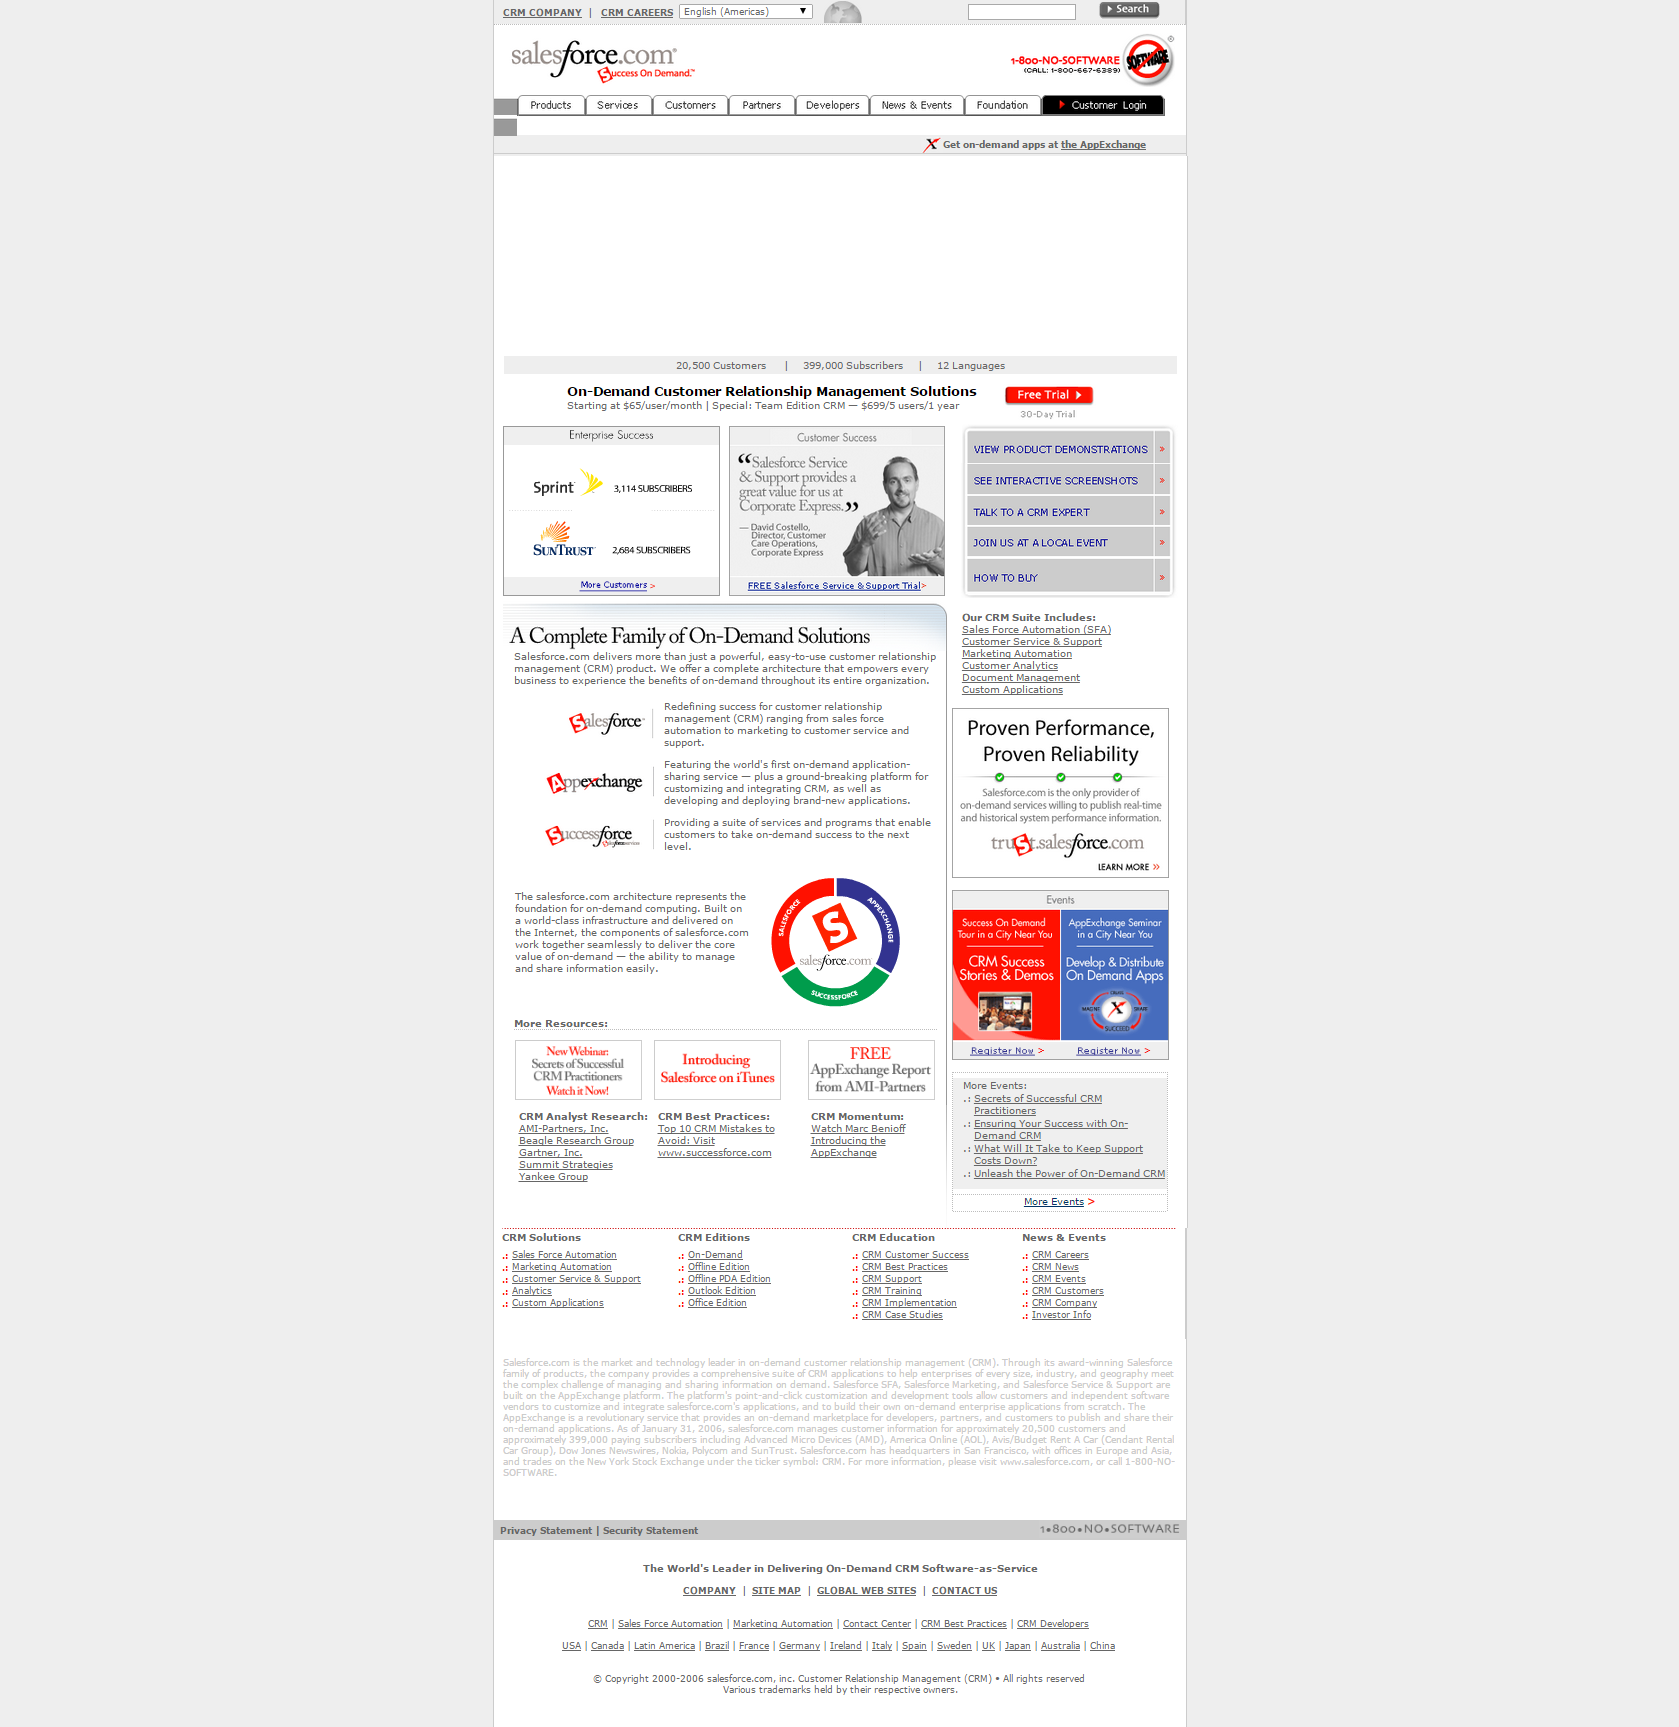 CRM COMPANY | CRM CAREERS English (Americas) ▼ Search
salesforce.com®
Success On Demand.™
1-800-NO-SOFTWARE
(CALL: 1-800-667-6389)
SOFTWARE ®
Products Services Customers Partners Developers News & Events Foundation Customer Login
Get on-demand apps at the AppExchange
20,500 Customers | 399,000 Subscribers | 12 Languages
On-Demand Customer Relationship Management Solutions
Starting at $65/user/month | Special: Team Edition CRM — $699/5 users/1 year
Free Trial
30-Day Trial
Enterprise Success
Sprint 3,114 SUBSCRIBERS
SUNTRUST 2,684 SUBSCRIBERS
More Customers >
Customer Success
“Salesforce Service
& Support provides a
great value for us at
Corporate Express.”
— David Costello,
Director, Customer
Care Operations,
Corporate Express
FREE Salesforce Service & Support Trial>
VIEW PRODUCT DEMONSTRATIONS »
SEE INTERACTIVE SCREENSHOTS »
TALK TO A CRM EXPERT »
JOIN US AT A LOCAL EVENT »
HOW TO BUY »
A Complete Family of On-Demand Solutions
Salesforce.com delivers more than just a powerful, easy-to-use customer relationship
management (CRM) product. We offer a complete architecture that empowers every
business to experience the benefits of on-demand throughout its entire organization.
Salesforce
Redefining success for customer relationship
management (CRM) ranging from sales force
automation to marketing to customer service and
support.
Appexchange
Featuring the world's first on-demand application-
sharing service — plus a ground-breaking platform for
customizing and integrating CRM, as well as
developing and deploying brand-new applications.
Successforce
salesforce services
Providing a suite of services and programs that enable
customers to take on-demand success to the next
level.
The salesforce.com architecture represents the
foundation for on-demand computing. Built on
a world-class infrastructure and delivered on
the Internet, the components of salesforce.com
work together seamlessly to deliver the core
value of on-demand — the ability to manage
and share information easily.
SALESFORCE
APPEXCHANGE
S
salesforce.com
SUCCESSFORCE
More Resources:
New Webinar:
Secrets of Successful
CRM Practitioners
Watch it Now!
Introducing
Salesforce on iTunes
FREE
AppExchange Report
from AMI-Partners
CRM Analyst Research:
AMI-Partners, Inc.
Beagle Research Group
Gartner, Inc.
Summit Strategies
Yankee Group
CRM Best Practices:
Top 10 CRM Mistakes to
Avoid: Visit
www.successforce.com
CRM Momentum:
Watch Marc Benioff
Introducing the
AppExchange
Our CRM Suite Includes:
Sales Force Automation (SFA)
Customer Service & Support
Marketing Automation
Customer Analytics
Document Management
Custom Applications
Proven Performance,
Proven Reliability
Salesforce.com is the only provider of
on-demand services willing to publish real-time
and historical system performance information.
trust.salesforce.com
LEARN MORE »
Events
Success On Demand
Tour in a City Near You
CRM Success
Stories & Demos
Register Now >
AppExchange Seminar
in a City Near You
Develop & Distribute
On Demand Apps
SHARE
SUCCEED
Register Now >
More Events:
.: Secrets of Successful CRM
Practitioners
.: Ensuring Your Success with On-
Demand CRM
.: What Will It Take to Keep Support
Costs Down?
.: Unleash the Power of On-Demand CRM
More Events >
CRM Solutions
.: Sales Force Automation
.: Marketing Automation
.: Customer Service & Support
.: Analytics
.: Custom Applications
CRM Editions
.: On-Demand
.: Offline Edition
.: Offline PDA Edition
.: Outlook Edition
.: Office Edition
CRM Education
.: CRM Customer Success
.: CRM Best Practices
.: CRM Support
.: CRM Training
.: CRM Implementation
.: CRM Case Studies
News & Events
.: CRM Careers
.: CRM News
.: CRM Events
.: CRM Customers
.: CRM Company
.: Investor Info
Salesforce.com is the market and technology leader in on-demand customer relationship management (CRM). Through its award-winning Salesforce
family of products, the company provides a comprehensive suite of CRM applications to help enterprises of every size, industry, and geography meet
the complex challenge of managing and sharing information on demand. Salesforce SFA, Salesforce Marketing, and Salesforce Service & Support are
built on the AppExchange platform. The platform's point-and-click customization and development tools allow customers and independent software
vendors to customize and integrate salesforce.com's applications, and to build their own on-demand enterprise applications from scratch. The
AppExchange is a revolutionary service that provides an on-demand marketplace for developers, partners, and customers to publish and share their
on-demand applications. As of January 31, 2006, salesforce.com manages customer information for approximately 20,500 customers and
approximately 399,000 paying subscribers including Advanced Micro Devices (AMD), America Online (AOL), Avis/Budget Rent A Car (Cendant Rental
Car Group), Dow Jones Newswires, Nokia, Polycom and SunTrust. Salesforce.com has headquarters in San Francisco, with offices in Europe and Asia,
and trades on the New York Stock Exchange under the ticker symbol: CRM. For more information, please visit www.salesforce.com, or call 1-800-NO-
SOFTWARE.
Privacy Statement | Security Statement
1•800•NO•SOFTWARE
The World's Leader in Delivering On-Demand CRM Software-as-Service
COMPANY | SITE MAP | GLOBAL WEB SITES | CONTACT US
CRM | Sales Force Automation | Marketing Automation | Contact Center | CRM Best Practices | CRM Developers
USA | Canada | Latin America | Brazil | France | Germany | Ireland | Italy | Spain | Sweden | UK | Japan | Australia | China
© Copyright 2000-2006 salesforce.com, inc. Customer Relationship Management (CRM) • All rights reserved
Various trademarks held by their respective owners.